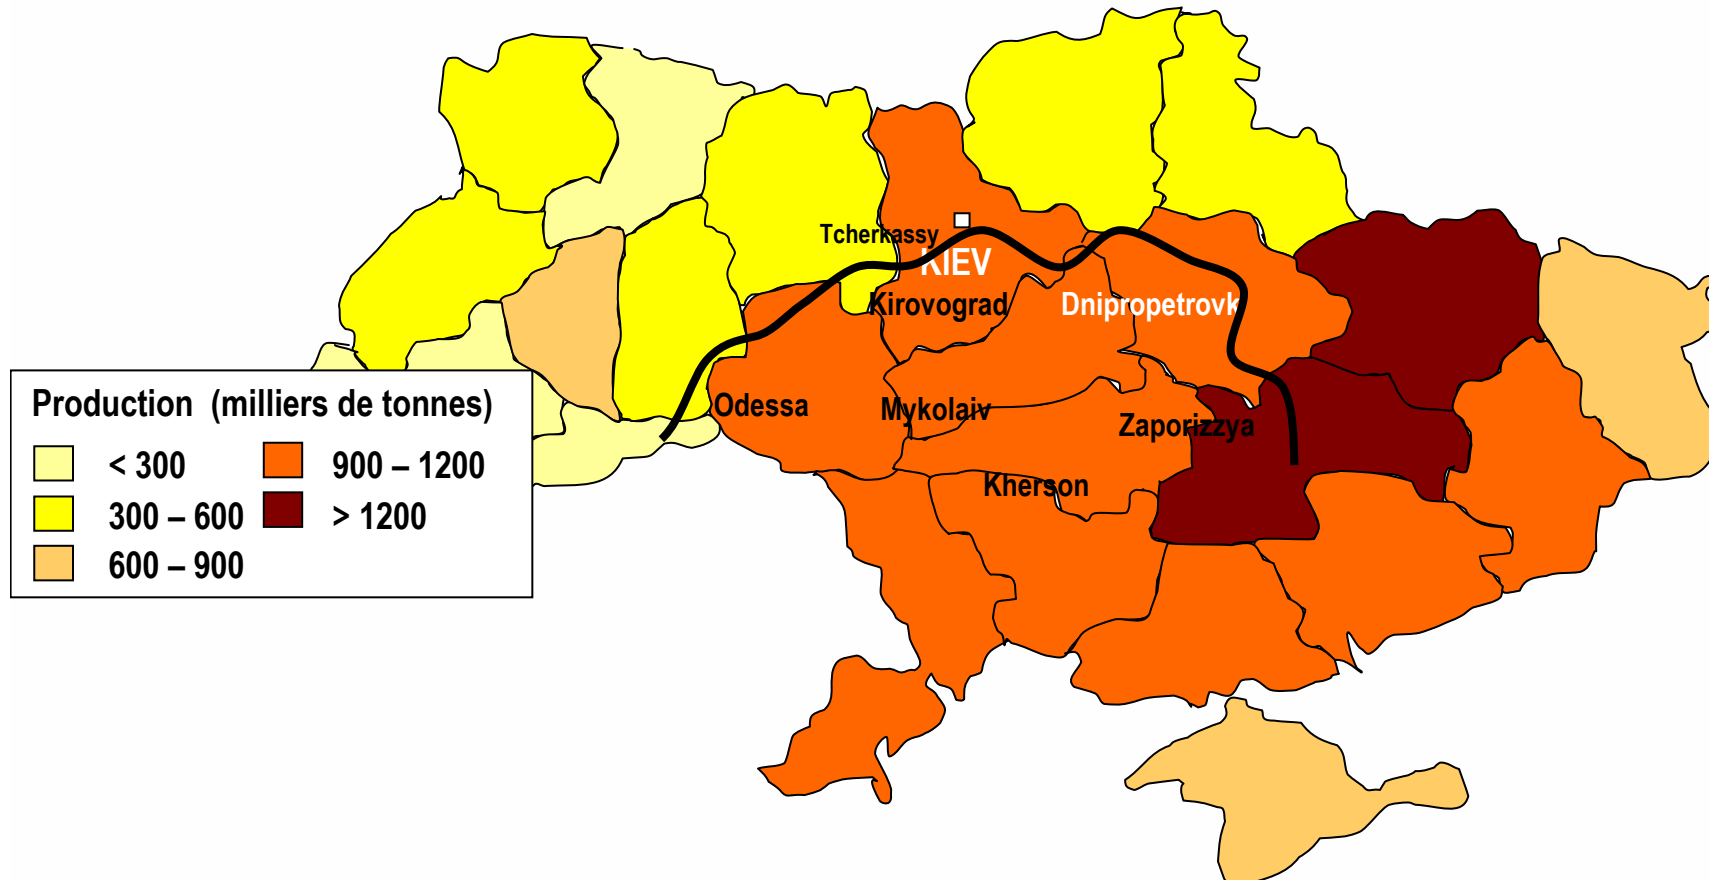 Tcherkassy
KIEV
Kirovograd
Dnipropetrovk
Odessa
Mykolaiv
Zaporizzya
Kherson
Production (milliers de tonnes)
< 300
900 – 1200
300 – 600
> 1200
600 – 900